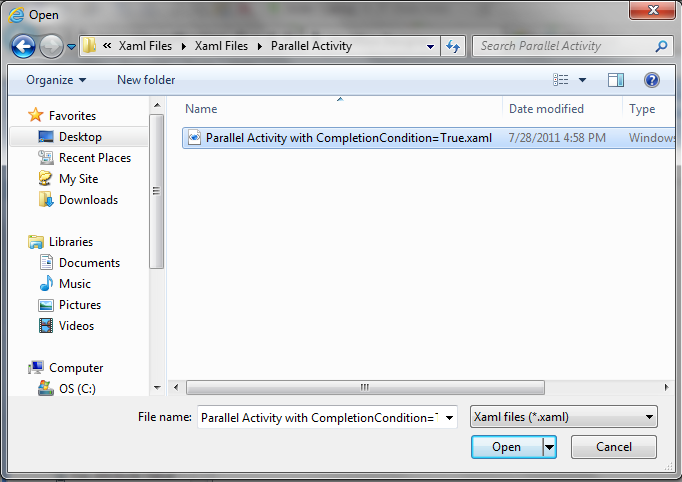 Open
« Xaml Files Xaml Files Parallel Activity
Search Parallel Activity
Organize New folder
Name Date modified Type
Favorites
Desktop
Recent Places
My Site
Downloads
Libraries
Documents
Music
Pictures
Videos
Computer
OS (C:)
Parallel Activity with CompletionCondition=True.xaml 7/28/2011 4:58 PM Windows
File name: Parallel Activity with CompletionCondition= Xaml files (*.xaml)
Open Cancel